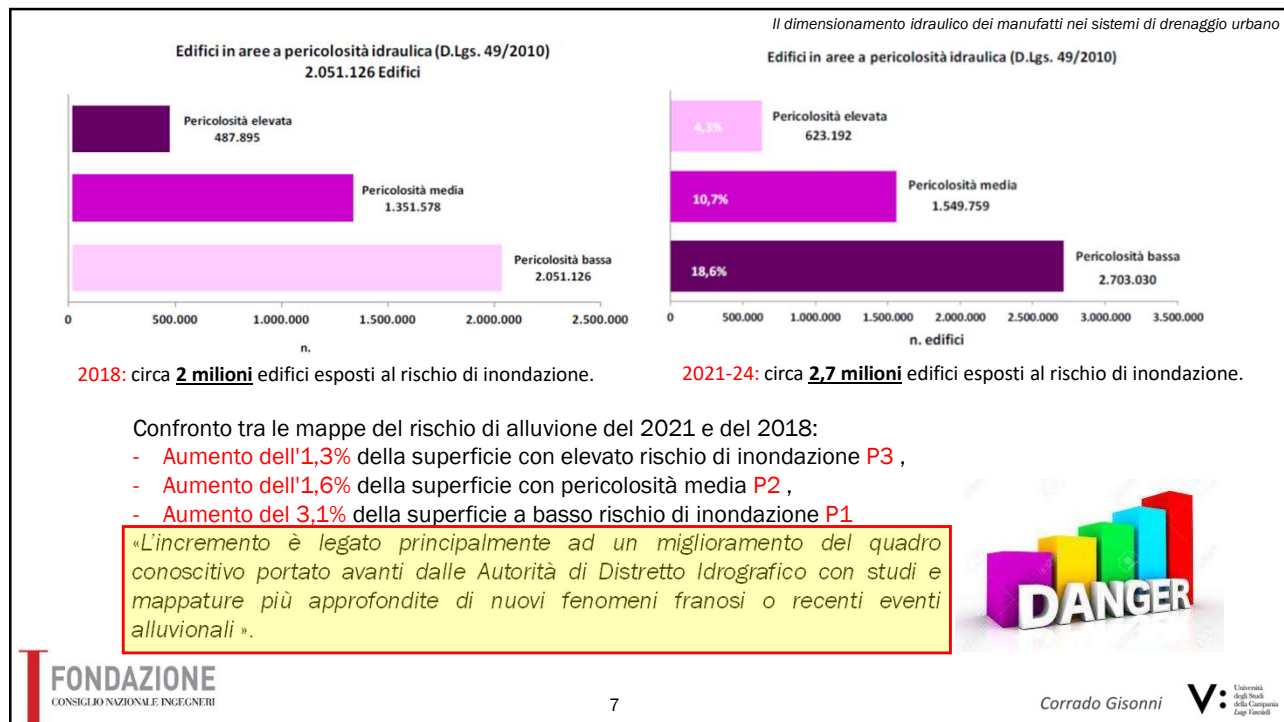 Il dimensionamento idraulico dei manufatti nei sistemi di drenaggio urbano
Edifici in aree a pericolosità idraulica (D.Lgs. 49/2010)
2.051.126 Edifici
Pericolosità elevata
487.895
Pericolosità media
1.351.578
Pericolosità bassa
2.051.126
0 500.000 1.000.000 1.500.000 2.000.000 2.500.000
n.
2018: circa 2 milioni edifici esposti al rischio di inondazione.
Edifici in aree a pericolosità idraulica (D.Lgs. 49/2010)
4,3%
Pericolosità elevata
623.192
10,7%
Pericolosità media
1.549.759
18,6%
Pericolosità bassa
2.703.030
0 500.000 1.000.000 1.500.000 2.000.000 2.500.000 3.000.000 3.500.000
n. edifici
2021-24: circa 2,7 milioni edifici esposti al rischio di inondazione.
Confronto tra le mappe del rischio di alluvione del 2021 e del 2018:
- Aumento dell'1,3% della superficie con elevato rischio di inondazione P3 ,
- Aumento dell'1,6% della superficie con pericolosità media P2 ,
- Aumento del 3,1% della superficie a basso rischio di inondazione P1
«L'incremento è legato principalmente ad un miglioramento del quadro
conoscitivo portato avanti dalle Autorità di Distretto Idrografico con studi e
mappature più approfondite di nuovi fenomeni franosi o recenti eventi
alluvionali ».
DANGER
FONDAZIONE
CONSIGLIO NAZIONALE INGEGNERI
7
Corrado Gisonni
V:
Università
degli Studi
della Campania
Luigi Vanvitelli